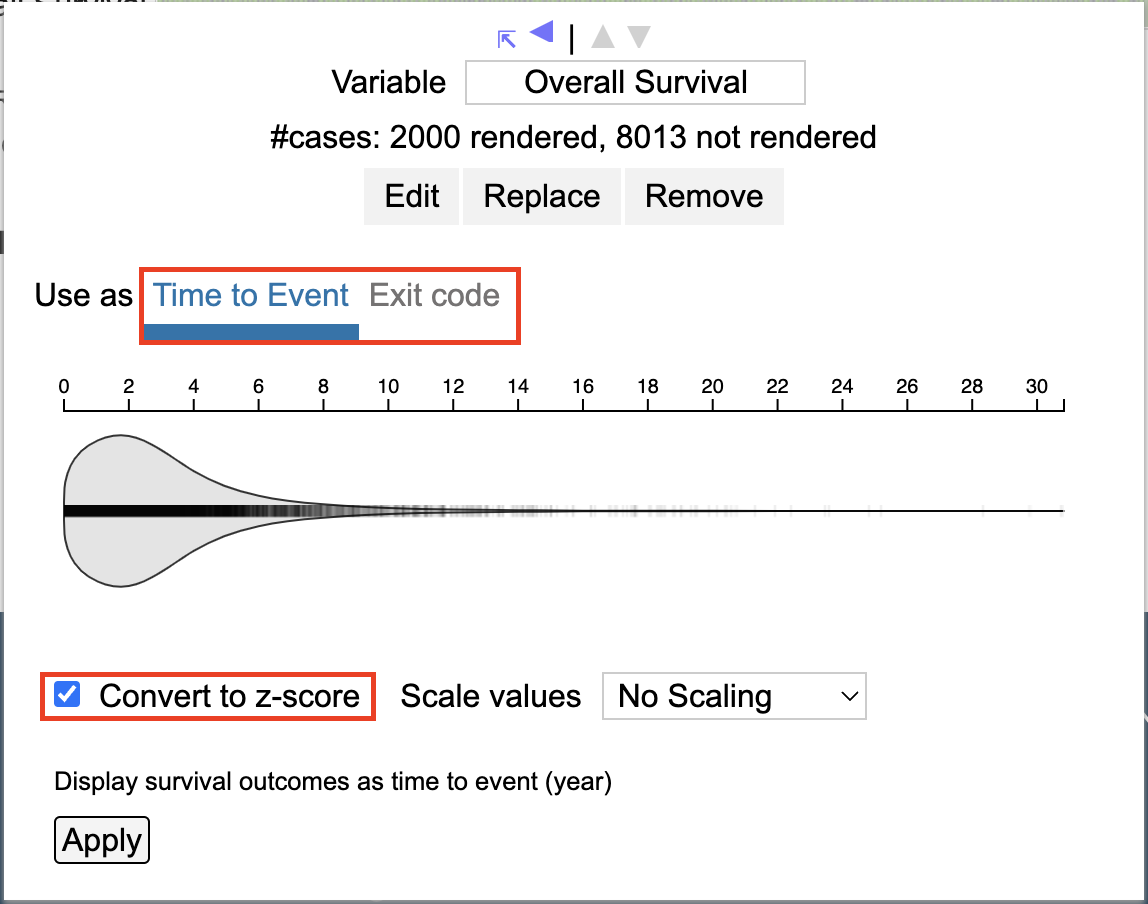 Variable Overall Survival
#cases: 2000 rendered, 8013 not rendered
Edit Replace Remove
Use as Time to Event Exit code
0 2 4 6 8 10 12 14 16 18 20 22 24 26 28 30
Convert to z-score Scale values No Scaling
Display survival outcomes as time to event (year)
Apply